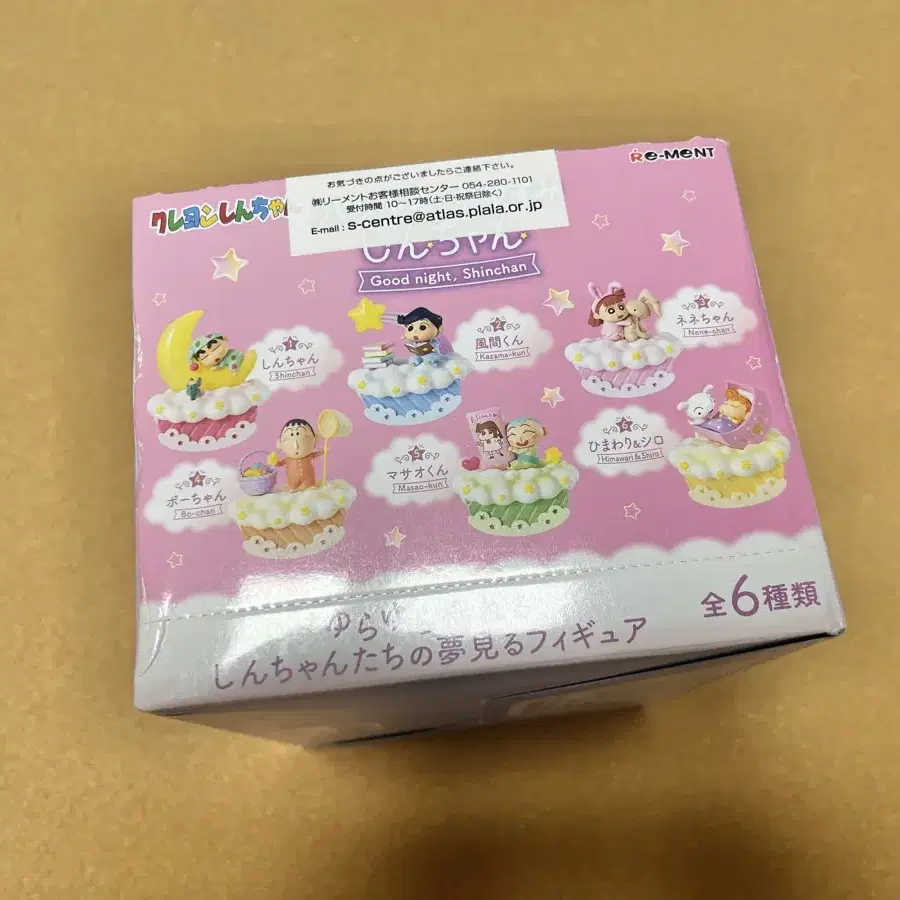 お気づきの点がございましたらご連絡下さい。
㈱リーメントお客様相談センター 054-280-1101
受付時間 10～17時(土・日・祝祭日除く)
E-mail : s-centre@atlas.plala.or.jp
Re-MeNT
クレヨンしんちゃん
しんちゃん
Good night, Shinchan
1
しんちゃん
Shinchan
2
風間くん
Kazama-kun
3
ネネちゃん
Nene-chan
4
ボーちゃん
Bo-chan
5
マサオくん
Masao-kun
6
ひまわり&シロ
Himawari & Shiro
しんちゃんたちの夢見るフィギュア
全6種類